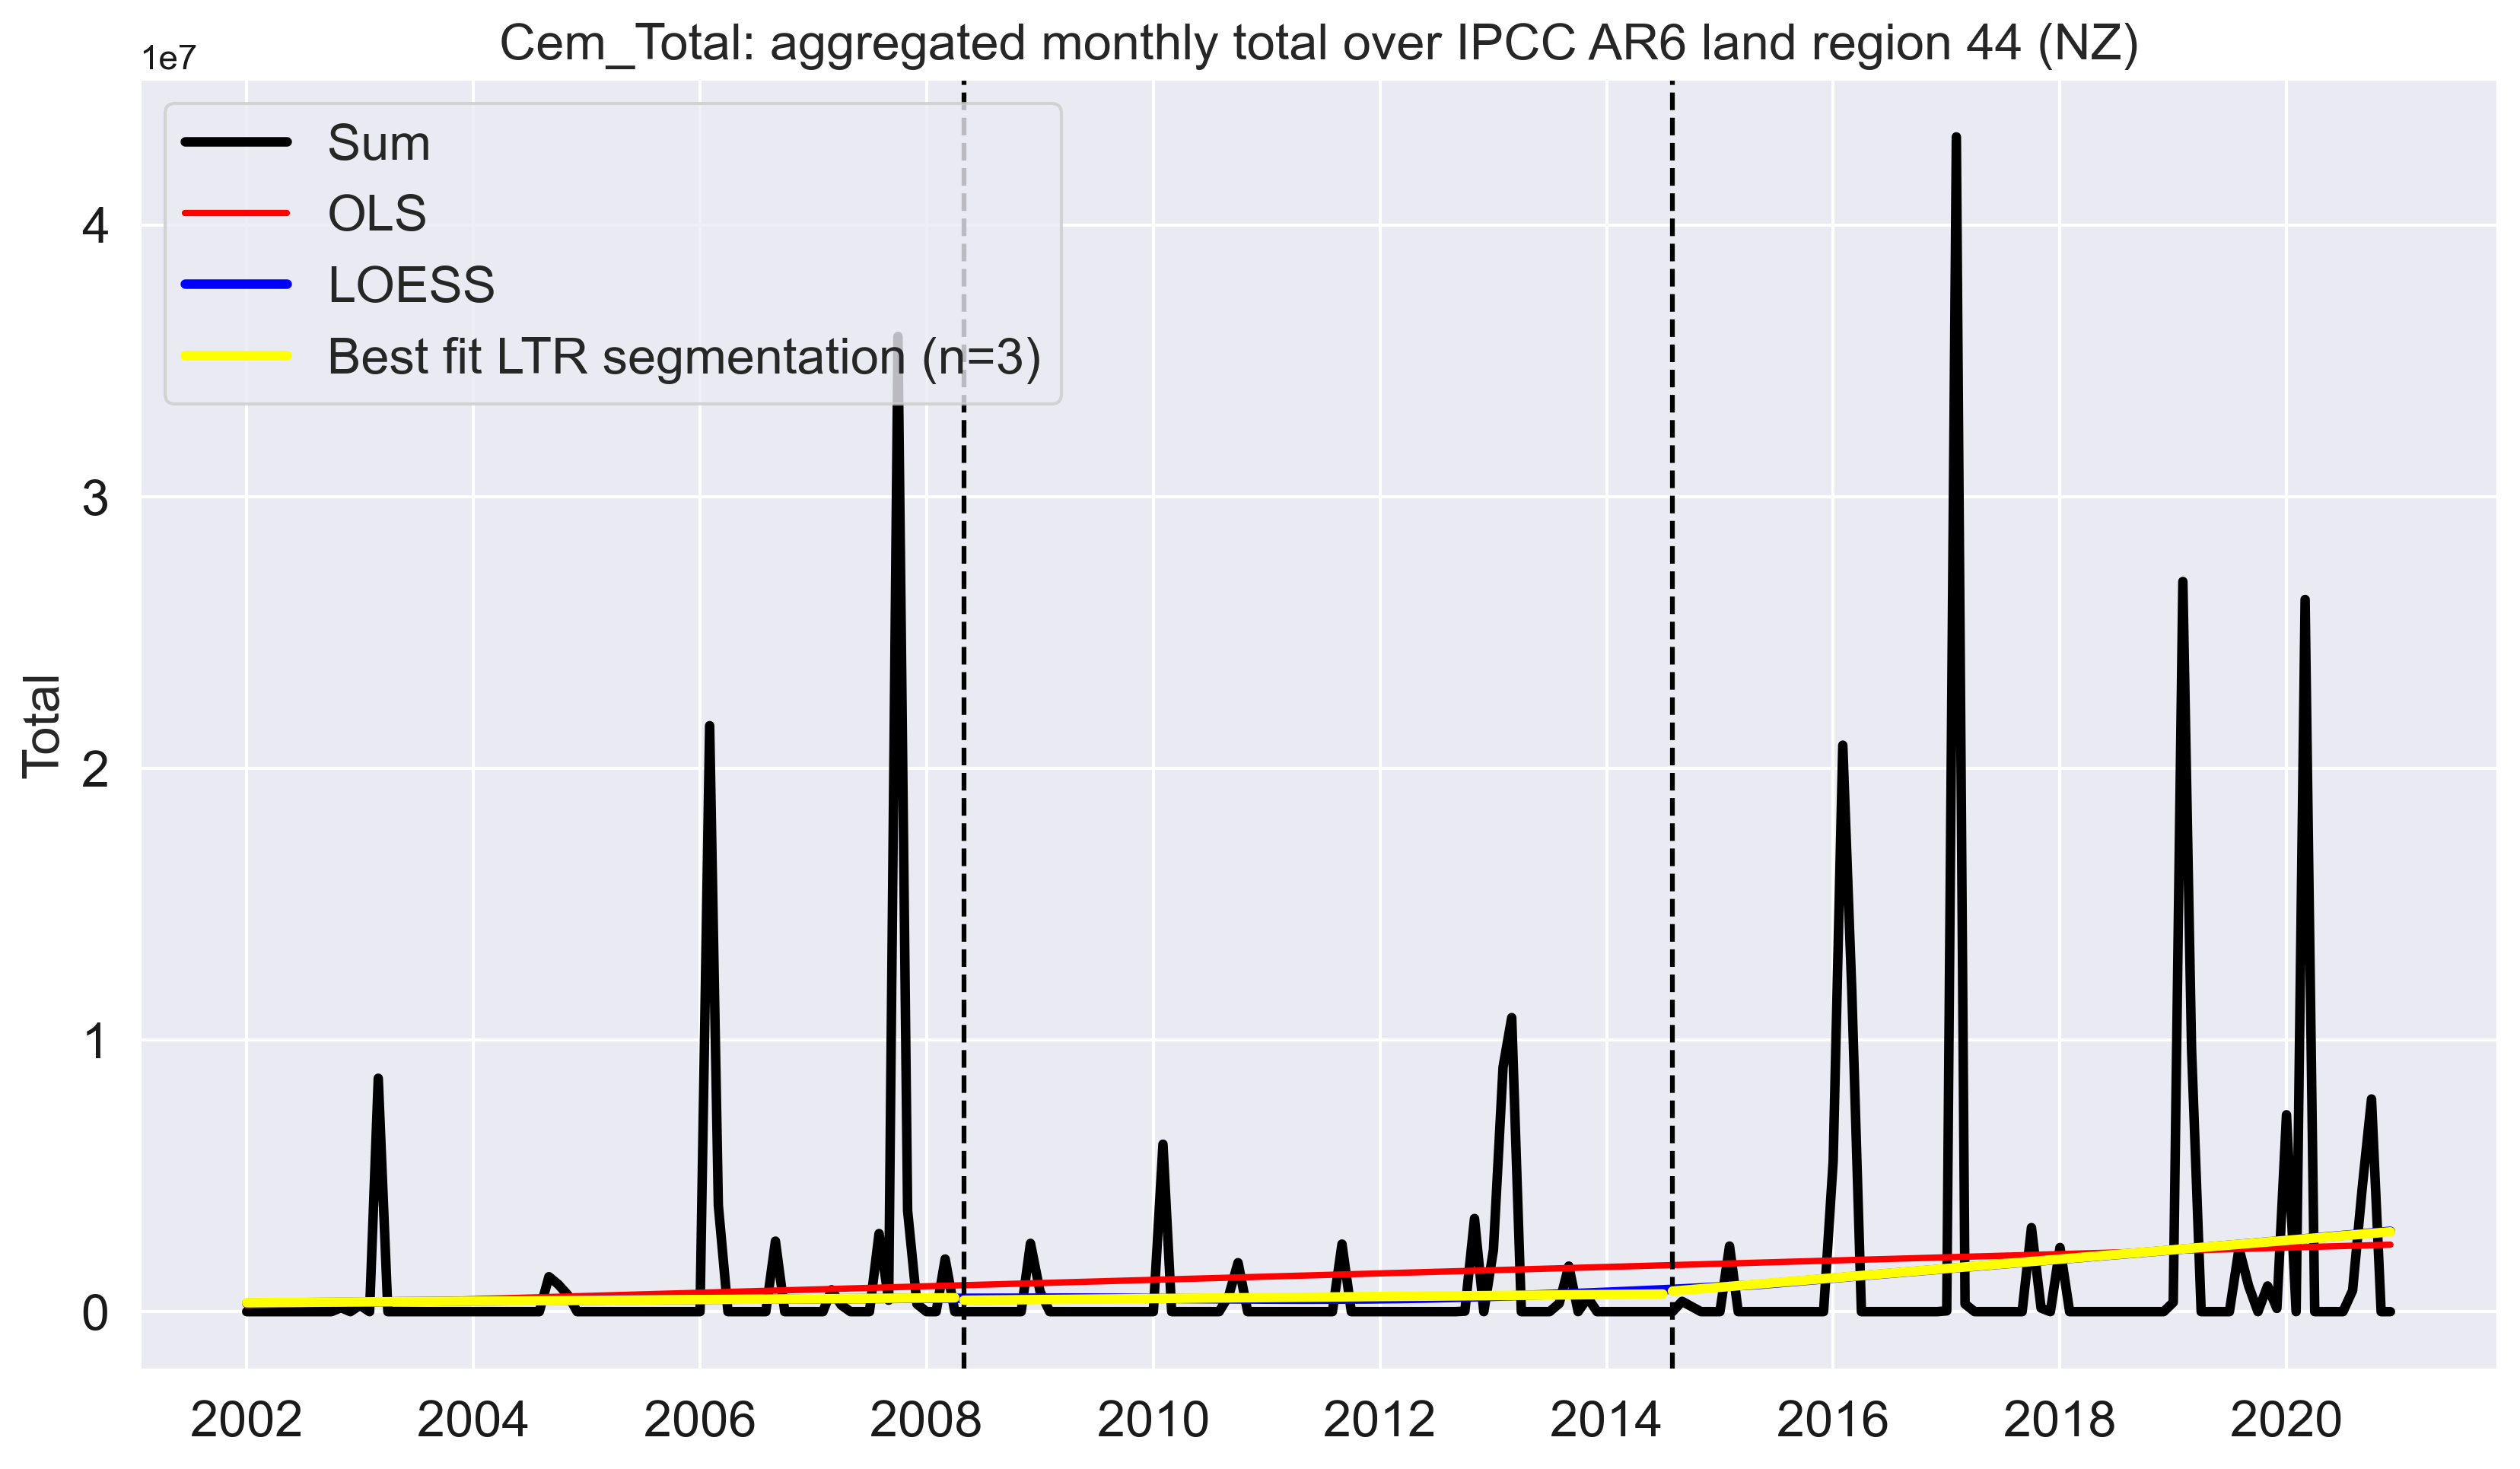 Cem_Total: aggregated monthly total over IPCC AR6 land region 44 (NZ)
1e7
Sum
OLS
LOESS
Best fit LTR segmentation (n=3)
Total
4
3
2
1
0
2002 2004 2006 2008 2010 2012 2014 2016 2018 2020